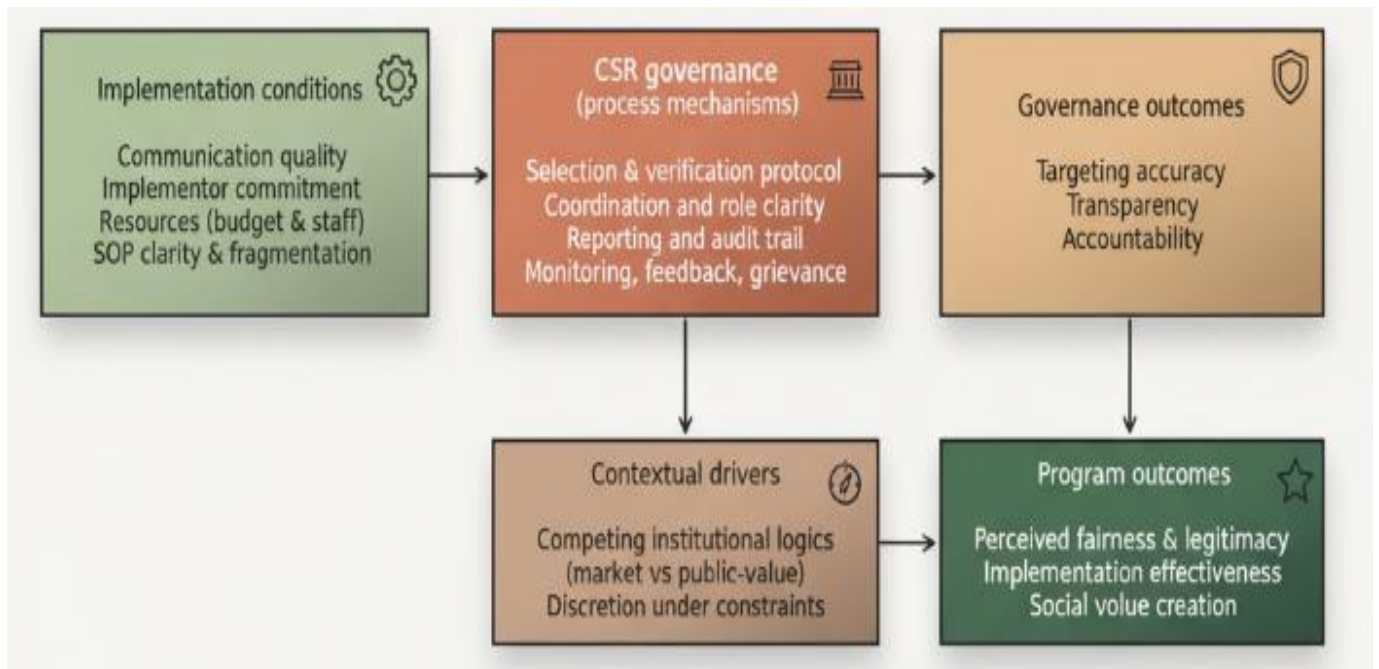 Implementation conditions
Communication quality
Implementor commitment
Resources (budget & staff)
SOP clarity & fragmentation
CSR governance
(process mechanisms)
Selection & verification protocol
Coordination and role clarity
Reporting and audit trail
Monitoring, feedback, grievance
Governance outcomes
Targeting accuracy
Transparency
Accountability
Contextual drivers
Competing institutional logics
(market vs public-value)
Discretion under constraints
Program outcomes
Perceived fairness & legitimacy
Implementation effectiveness
Social volue creation